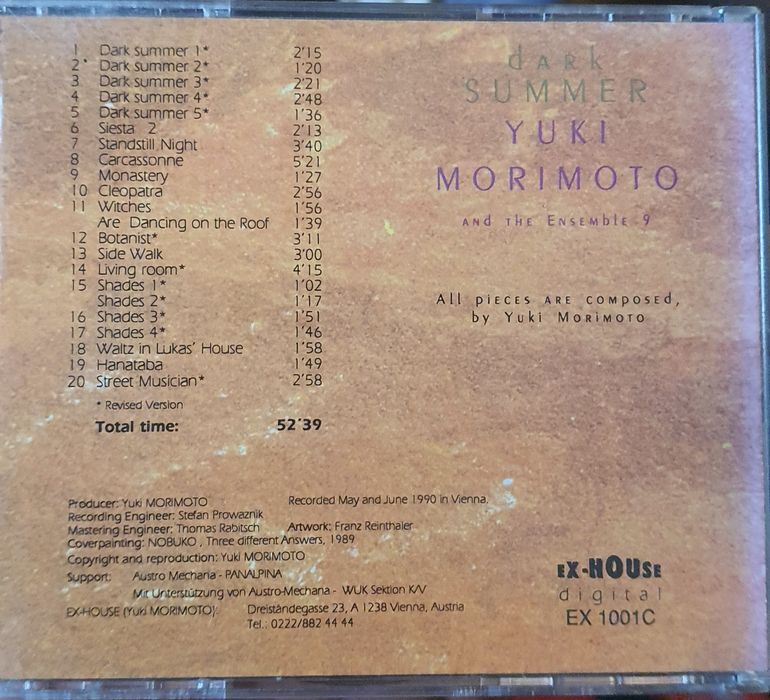 1 Dark summer 1* 2'15
2* Dark summer 2* 1'20
3 Dark summer 3* 2'21
4 Dark summer 4* 2'48
5 Dark summer 5* 1'36
6 Siesta 2 2'13
7 Standstill Night 3'40
8 Carcassonne 5'21
9 Monastery 1'27
10 Cleopatra 2'56
11 Witches 1'56
Are Dancing on the Roof 1'39
12 Botanist* 3'11
13 Side Walk 3'00
14 Living room* 4'15
15 Shades 1* 1'02
Shades 2* 1'17
16 Shades 3* 1'51
17 Shades 4* 1'46
18 Waltz in Lukas' House 1'58
19 Hanataba 1'49
20 Street Musician* 2'58
* Revised Version
Total time: 52'39
dARk
SUMMER
YUKI
MORIMOTO
AND THE ENSEMBLE 9
All PIECES ARE COMPOSED,
by YUKI MORIMOTO
Producer: Yuki MORIMOTO Recorded May and June 1990 in Vienna.
Recording Engineer: Stefan Prowaznik
Mastering Engineer: Thomas Rabitsch Artwork: Franz Reinthaler
Coverpainting: NOBUKO , Three different Answers, 1989
Copyright and reproduction: Yuki MORIMOTO
Support: Austro Mechana - PANALPINA
Mit Unterstützung von Austro-Mechana - WUK Sektion K/V
EX-HOUSE (Yuki MORIMOTO): Dreiständegasse 23, A 1238 Vienna, Austria
Tel.: 0222/882 44 44
EX-HOUSE
digital
EX 1001C